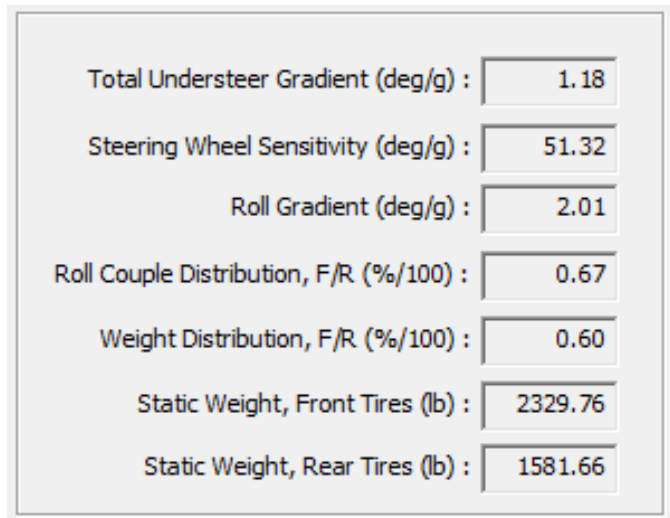 Total Understeer Gradient (deg/g) : 1.18
Steering Wheel Sensitivity (deg/g) : 51.32
Roll Gradient (deg/g) : 2.01
Roll Couple Distribution, F/R (%/100) : 0.67
Weight Distribution, F/R (%/100) : 0.60
Static Weight, Front Tires (lb) : 2329.76
Static Weight, Rear Tires (lb) : 1581.66